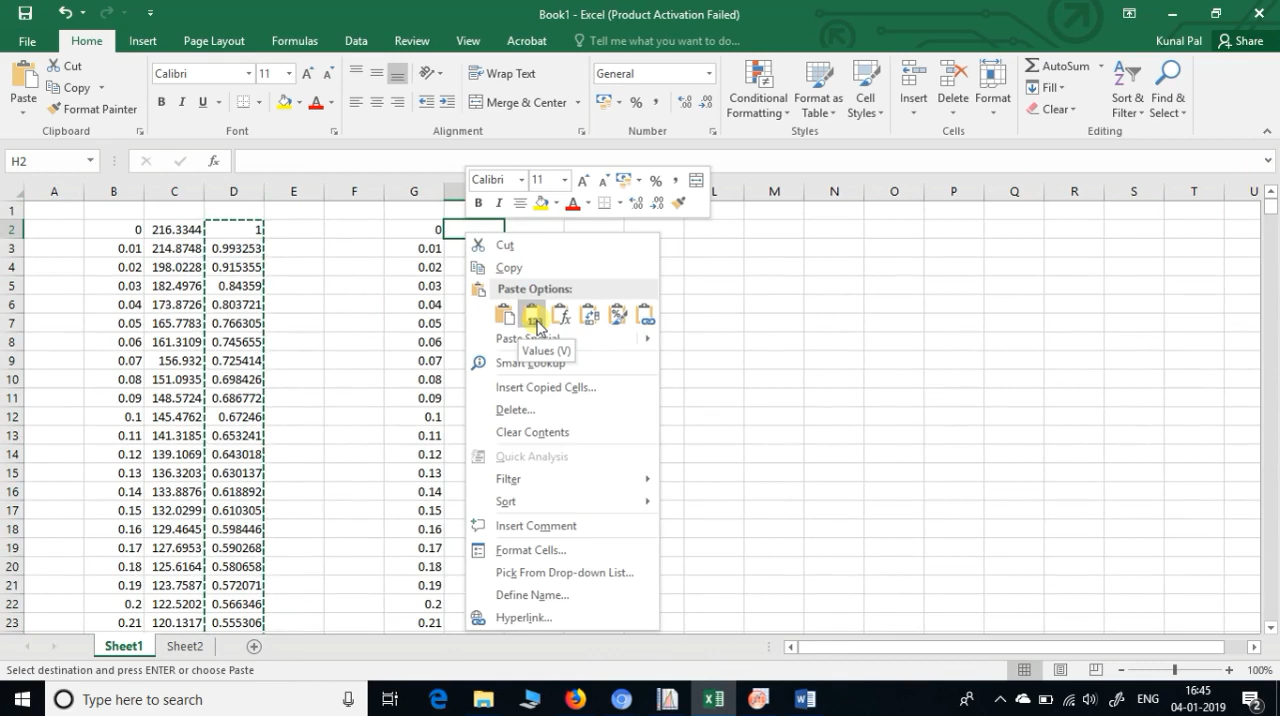 Book1 - Excel (Product Activation Failed)
File Home Insert Page Layout Formulas Data Review View Acrobat Tell me what you want to do... Kunal Pal Share
Paste
Cut
Copy
Format Painter
Calibri 11
B I U
Wrap Text
Merge & Center
General
Conditional Formatting
Format as Table
Cell Styles
Insert
Delete
Format
AutoSum
Fill
Clear
Sort & Filter
Find & Select
Clipboard Font Alignment Number Styles Cells Editing
H2
Calibri 11
B I
A B C D E F G L M N O P Q R S T U
1
2 0 216.3344 1 0
3 0.01 214.8748 0.993253 0.01
4 0.02 198.0228 0.915355 0.02
5 0.03 182.4976 0.84359 0.03
6 0.04 173.8726 0.803721 0.04
7 0.05 165.7783 0.766305 0.05
8 0.06 161.3109 0.745655 0.06
9 0.07 156.932 0.725414 0.07
10 0.08 151.0935 0.698426 0.08
11 0.09 148.5724 0.686772 0.09
12 0.1 145.4762 0.67246 0.1
13 0.11 141.3185 0.653241 0.11
14 0.12 139.1069 0.643018 0.12
15 0.13 136.3203 0.630137 0.13
16 0.14 133.8876 0.618892 0.14
17 0.15 132.0299 0.610305 0.15
18 0.16 129.4645 0.598446 0.16
19 0.17 127.6953 0.590268 0.17
20 0.18 125.6164 0.580658 0.18
21 0.19 123.7587 0.572071 0.19
22 0.2 122.5202 0.566346 0.2
23 0.21 120.1317 0.555306 0.21
Cut
Copy
Paste Options:
Paste Special
Values (V)
Smart Lookup
Insert Copied Cells...
Delete...
Clear Contents
Quick Analysis
Filter
Sort
Insert Comment
Format Cells...
Pick From Drop-down List...
Define Name...
Hyperlink...
Sheet1 Sheet2
Select destination and press ENTER or choose Paste
100%
Type here to search
ENG
16:45
04-01-2019
2